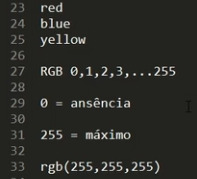 23 red
24 blue
25 yellow
26
27 RGB 0,1,2,3,...255
28
29 0 = ansência
30
31 255 = máximo
32
33 rgb(255,255,255)